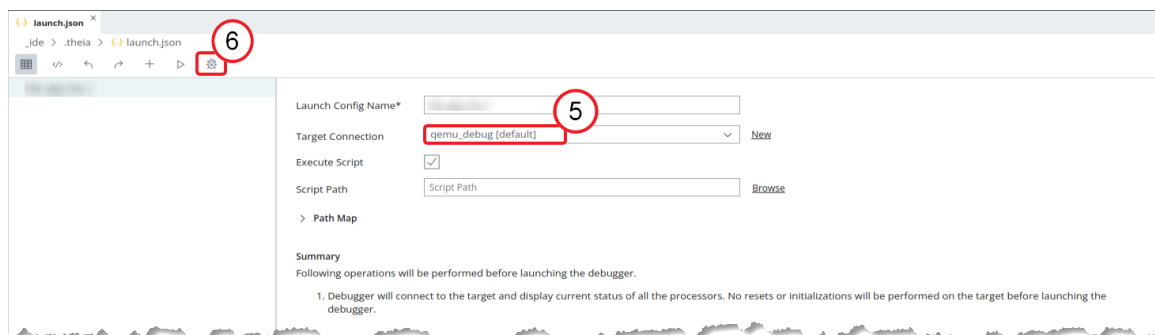 {-} launch.json ×
_ide > .theia > {-} launch.json
6
Launch Config Name*
5
Target Connection qemu_debug [default] New
Execute Script
Script Path Script Path Browse
> Path Map
Summary
Following operations will be performed before launching the debugger.
1. Debugger will connect to the target and display current status of all the processors. No resets or initializations will be performed on the target before launching the
debugger.